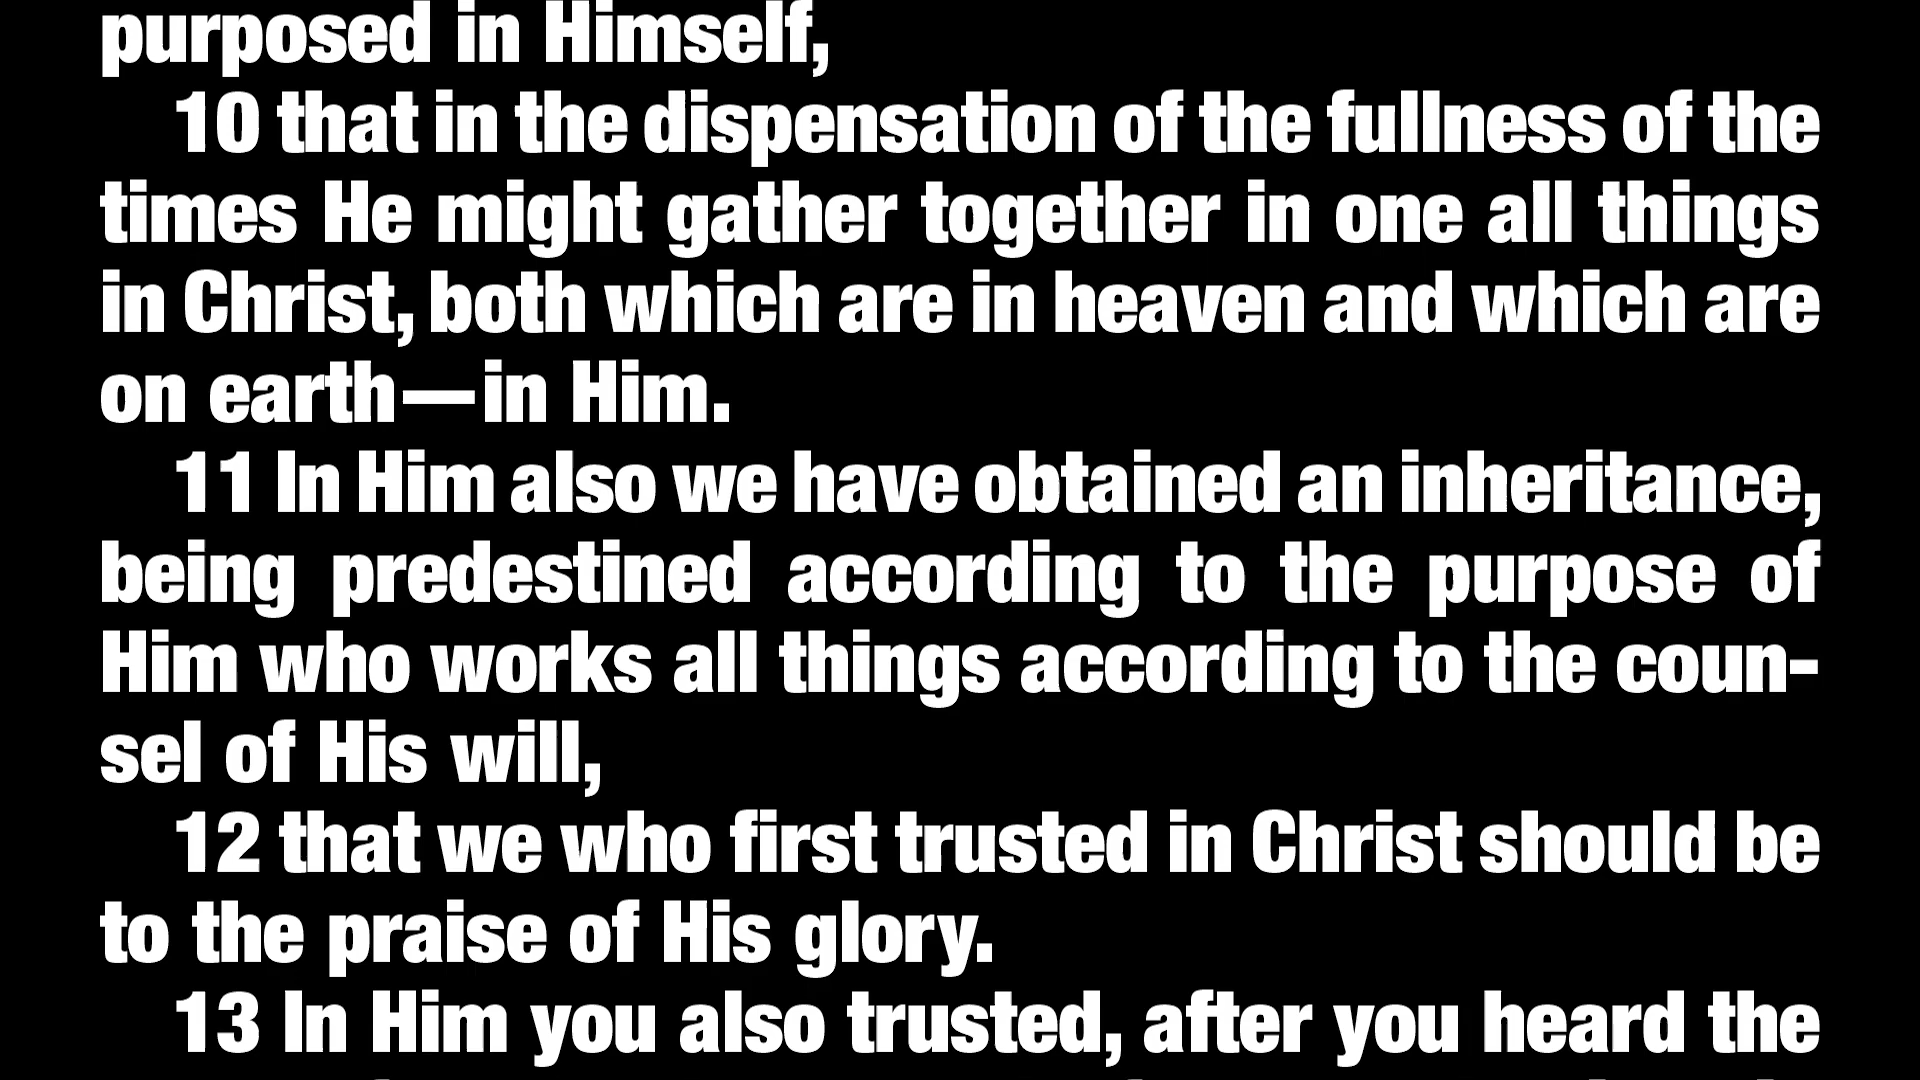 purposed in Himself,
10 that in the dispensation of the fullness of the
times He might gather together in one all things
in Christ, both which are in heaven and which are
on earth—in Him.
11 In Him also we have obtained an inheritance,
being predestined according to the purpose of
Him who works all things according to the coun-
sel of His will,
12 that we who first trusted in Christ should be
to the praise of His glory.
13 In Him you also trusted, after you heard the